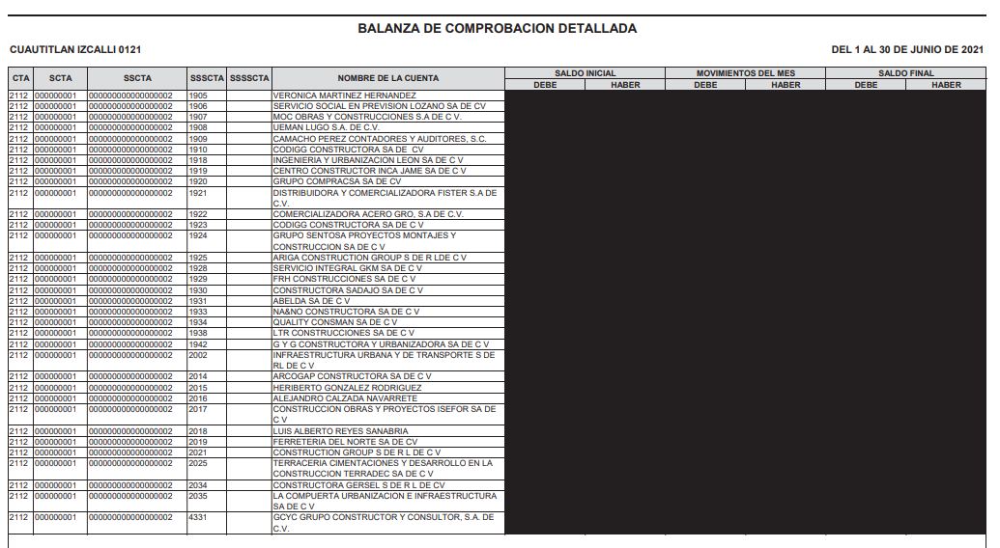 BALANZA DE COMPROBACION DETALLADA
CUAUTITLAN IZCALLI 0121 DEL 1 AL 30 DE JUNIO DE 2021
CTA SCTA SSCTA SSSCTA SSSSCTA NOMBRE DE LA CUENTA SALDO INICIAL MOVIMIENTOS DEL MES SALDO FINAL
DEBE HABER DEBE HABER DEBE HABER
2112 000000001 000000000000000002 1905 VERONICA MARTINEZ HERNANDEZ
2112 000000001 000000000000000002 1906 SERVICIO SOCIAL EN PREVISION LOZANO SA DE CV
2112 000000001 000000000000000002 1907 MOC OBRAS Y CONSTRUCCIONES S.A DE C V.
2112 000000001 000000000000000002 1908 UEMAN LUGO S.A. DE C.V.
2112 000000001 000000000000000002 1909 CAMACHO PEREZ CONTADORES Y AUDITORES, S.C.
2112 000000001 000000000000000002 1910 CODIGG CONSTRUCTORA SA DE CV
2112 000000001 000000000000000002 1918 INGENIERIA Y URBANIZACION LEON SA DE C V
2112 000000001 000000000000000002 1919 CENTRO CONSTRUCTOR INCA JAME SA DE C V
2112 000000001 000000000000000002 1920 GRUPO COMPRACSA SA DE CV
2112 000000001 000000000000000002 1921 DISTRIBUIDORA Y COMERCIALIZADORA FISTER S.A DE
C.V.
2112 000000001 000000000000000002 1922 COMERCIALIZADORA ACERO GRO, S.A DE C.V.
2112 000000001 000000000000000002 1923 CODIGG CONSTRUCTORA SA DE C V
2112 000000001 000000000000000002 1924 GRUPO SENTOSA PROYECTOS MONTAJES Y
CONSTRUCCION SA DE C V
2112 000000001 000000000000000002 1925 ARIGA CONSTRUCTION GROUP S DE R LDE C V
2112 000000001 000000000000000002 1928 SERVICIO INTEGRAL GKM SA DE C V
2112 000000001 000000000000000002 1929 FRH CONSTRUCCIONES SA DE C V
2112 000000001 000000000000000002 1930 CONSTRUCTORA SADAJO SA DE C V
2112 000000001 000000000000000002 1931 ABELDA SA DE C V
2112 000000001 000000000000000002 1933 NA&NO CONSTRUCTORA SA DE C V
2112 000000001 000000000000000002 1934 QUALITY CONSMAN SA DE C V
2112 000000001 000000000000000002 1938 LTR CONSTRUCCIONES SA DE C V
2112 000000001 000000000000000002 1942 G Y G CONSTRUCTORA Y URBANIZADORA SA DE C V
2112 000000001 000000000000000002 2002 INFRAESTRUCTURA URBANA Y DE TRANSPORTE S DE
RL DE C V
2112 000000001 000000000000000002 2014 ARCOGAP CONSTRUCTORA SA DE C V
2112 000000001 000000000000000002 2015 HERIBERTO GONZALEZ RODRIGUEZ
2112 000000001 000000000000000002 2016 ALEJANDRO CALZADA NAVARRETE
2112 000000001 000000000000000002 2017 CONSTRUCCION OBRAS Y PROYECTOS ISEFOR SA DE
C V
2112 000000001 000000000000000002 2018 LUIS ALBERTO REYES SANABRIA
2112 000000001 000000000000000002 2019 FERRETERIA DEL NORTE SA DE CV
2112 000000001 000000000000000002 2021 CONSTRUCTION GROUP S DE R L DE C V
2112 000000001 000000000000000002 2025 TERRACERIA CIMENTACIONES Y DESARROLLO EN LA
CONSTRUCCION TERRADEC SA DE C V
2112 000000001 000000000000000002 2034 CONSTRUCTORA GERSEL S DE R L DE CV
2112 000000001 000000000000000002 2035 LA COMPUERTA URBANIZACION E INFRAESTRUCTURA
SA DE C V
2112 000000001 000000000000000002 4331 GCYC GRUPO CONSTRUCTOR Y CONSULTOR, S.A. DE
C.V.